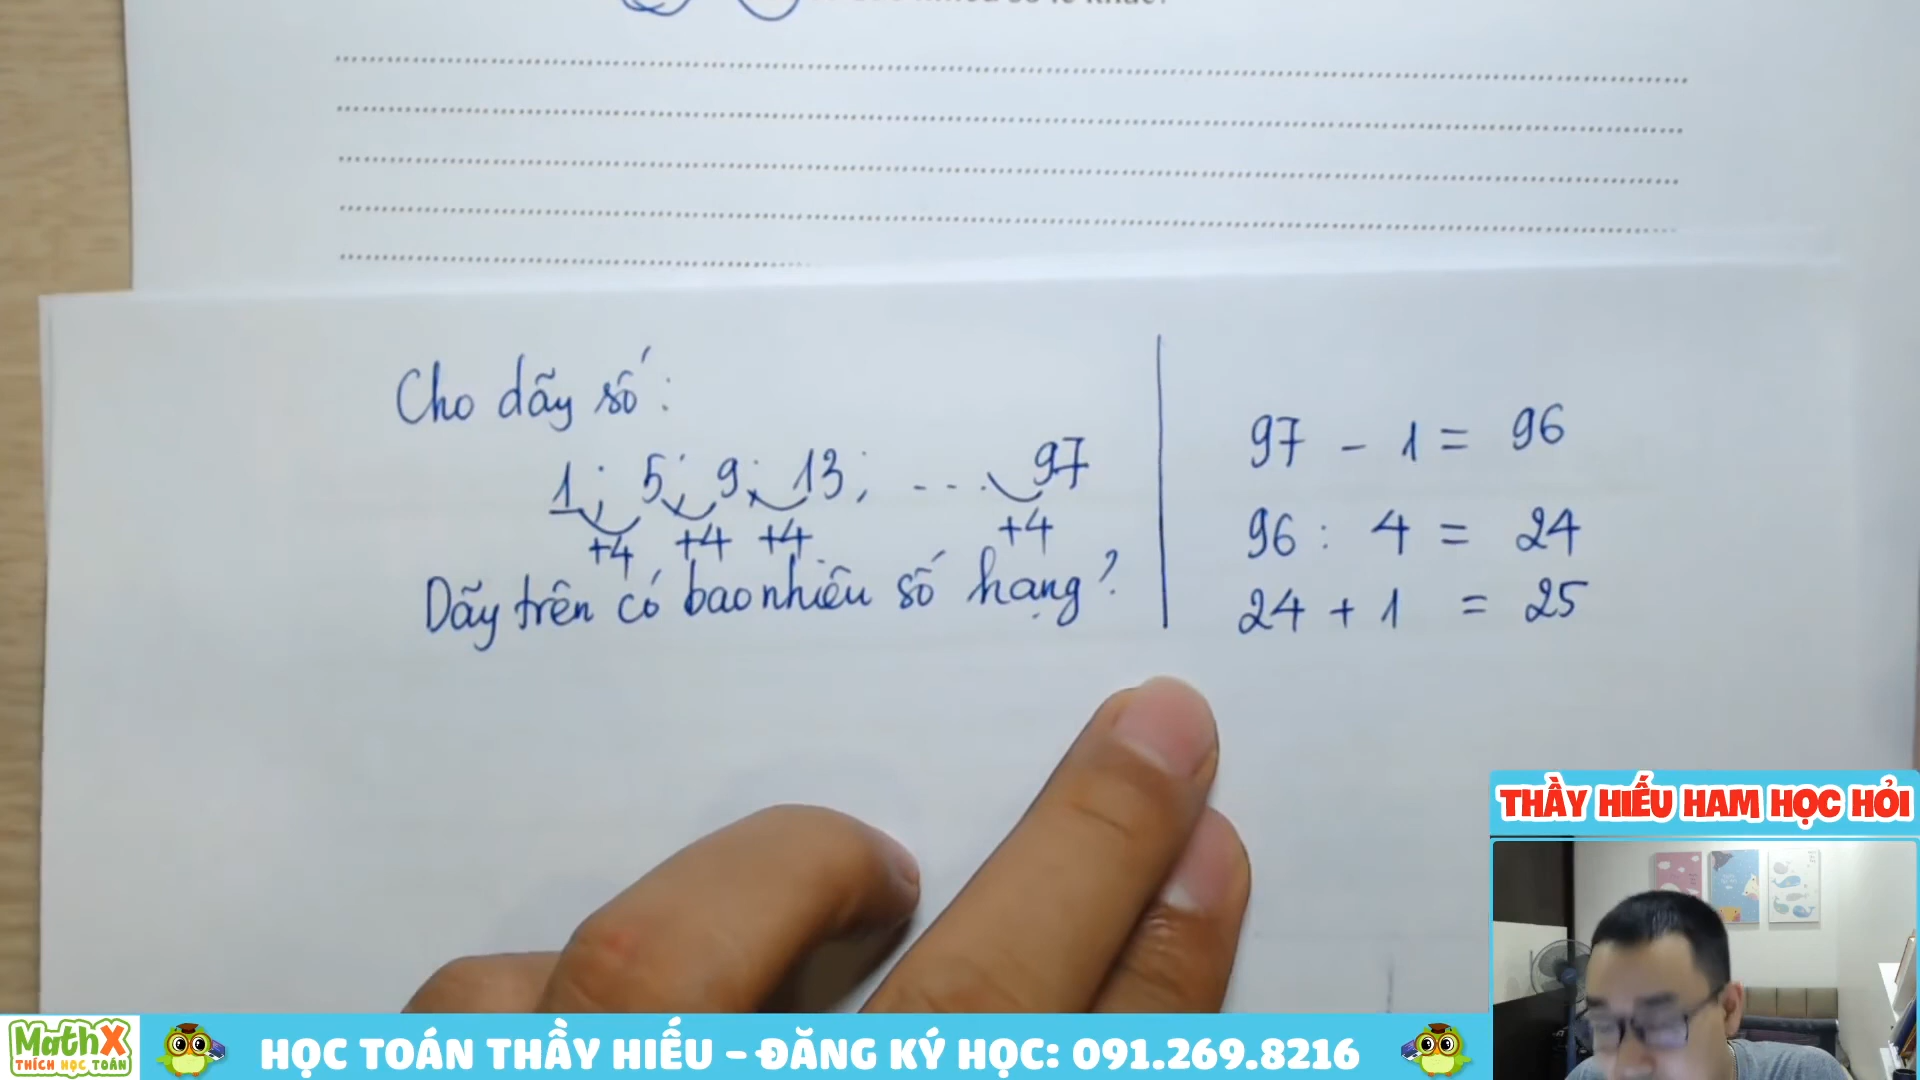 Cho dãy số:
1; 5; 9; 13; ... 97
+4 +4 +4 +4
Dãy trên có bao nhiêu số hạng?
97 - 1 = 96
96 : 4 = 24
24 + 1 = 25
THẦY HIẾU HAM HỌC HỎI
MathX
THÍCH HỌC TOÁN
HỌC TOÁN THẦY HIẾU - ĐĂNG KÝ HỌC: 091.269.8216